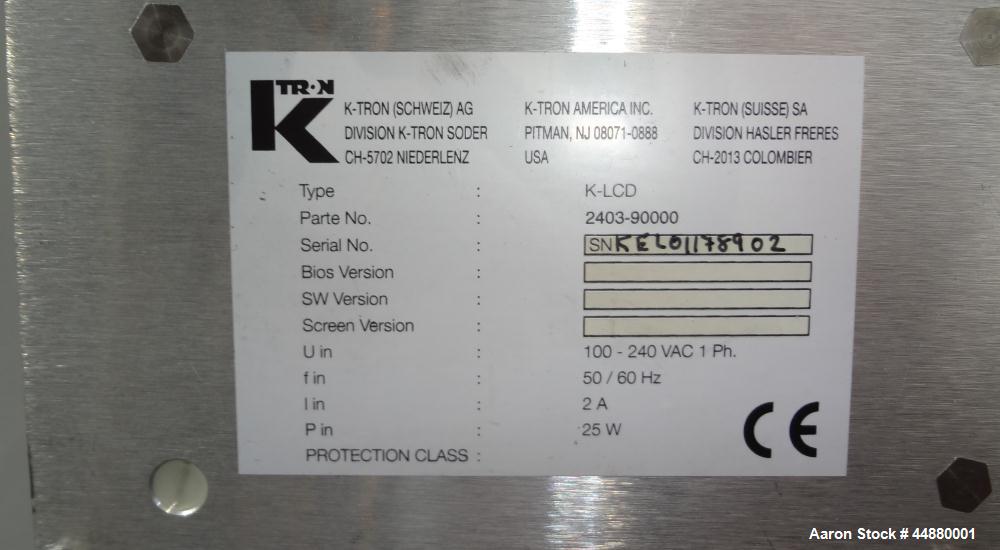 K TRON
K-TRON (SCHWEIZ) AG K-TRON AMERICA INC. K-TRON (SUISSE) SA
DIVISION K-TRON SODER PITMAN, NJ 08071-0888 DIVISION HASLER FRERES
CH-5702 NIEDERLENZ USA CH-2013 COLOMBIER
Type : K-LCD
Parte No. : 2403-90000
Serial No. : SN KEL01178902
Bios Version :
SW Version :
Screen Version :
U in : 100 - 240 VAC 1 Ph.
f in : 50 / 60 Hz
I in : 2 A
P in : 25 W
PROTECTION CLASS :
CE
Aaron Stock # 44880001